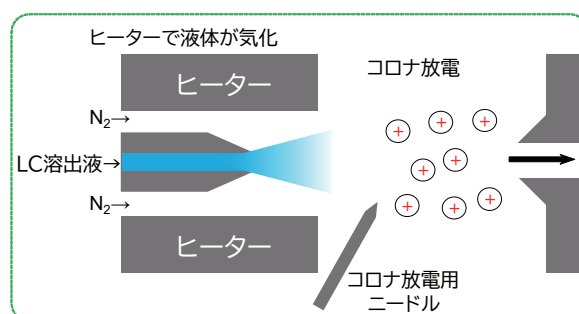 ヒーターで液体が気化
ヒーター
コロナ放電
N₂→
LC溶出液→
N₂→
ヒーター
コロナ放電用
ニードル
+
+
+
+
+
+
+
+